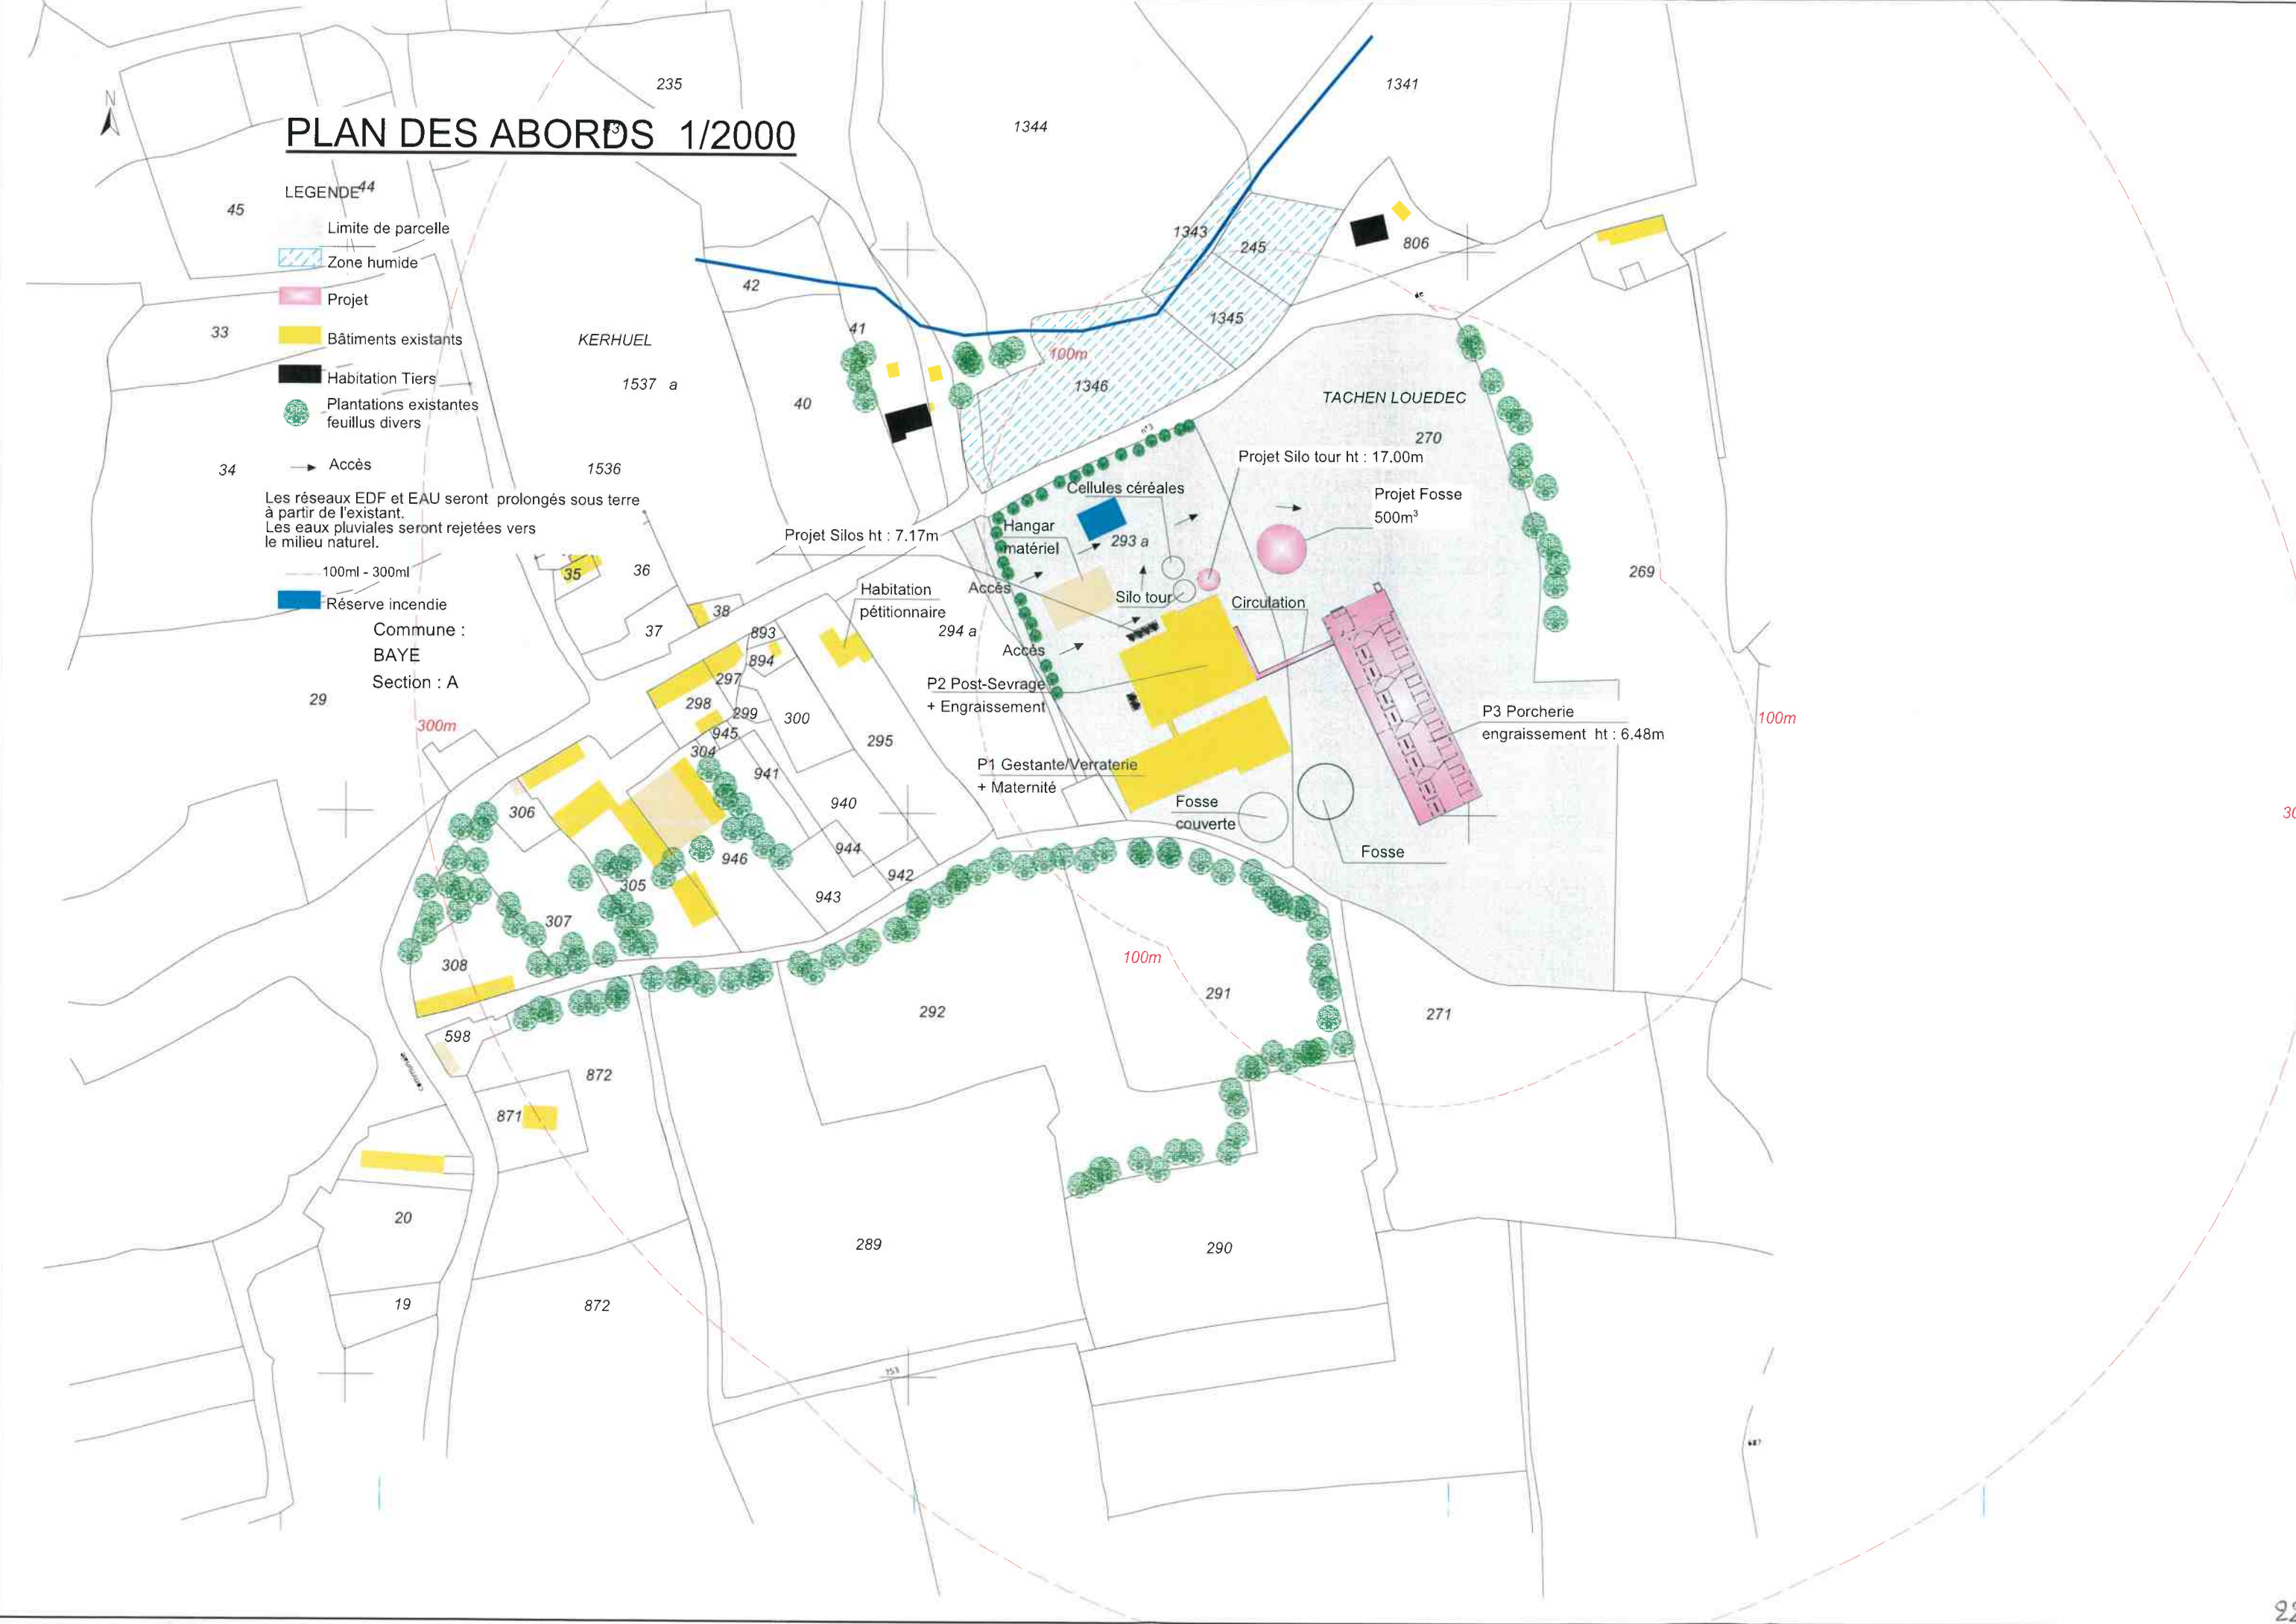 235
1341
1344
N
PLAN DES ABORDS 1/2000
43
LEGENDE
44
45
Limite de parcelle
Zone humide
Projet
Bâtiments existants
Habitation Tiers
Plantations existantes
feuillus divers
Accès
Les réseaux EDF et EAU seront prolongés sous terre
à partir de l'existant.
Les eaux pluviales seront rejetées vers
le milieu naturel.
100ml - 300ml
Réserve incendie
Commune :
BAYE
Section : A
33
34
29
300m
KERHUEL
1537 a
1536
42
41
40
1343
245
806
1345
100m
1346
n°3
TACHEN LOUEDEC
270
Projet Silo tour ht : 17.00m
Cellules céréales
Projet Fosse
500m³
Hangar
matériel
293 a
Projet Silos ht : 7.17m
Accès
Silo tour
Circulation
269
35
36
37
38
893
894
Habitation
pétitionnaire
294 a
Accés
P2 Post-Sevrage
+ Engraissement
297
298
299
300
945
304
295
941
940
P1 Gestante/Verraterie
+ Maternité
P3 Porcherie
engraissement ht : 6.48m
100m
Fosse
couverte
Fosse
30
306
944
946
942
943
305
307
308
100m
291
292
271
598
872
871
20
289
290
19
872
753
687